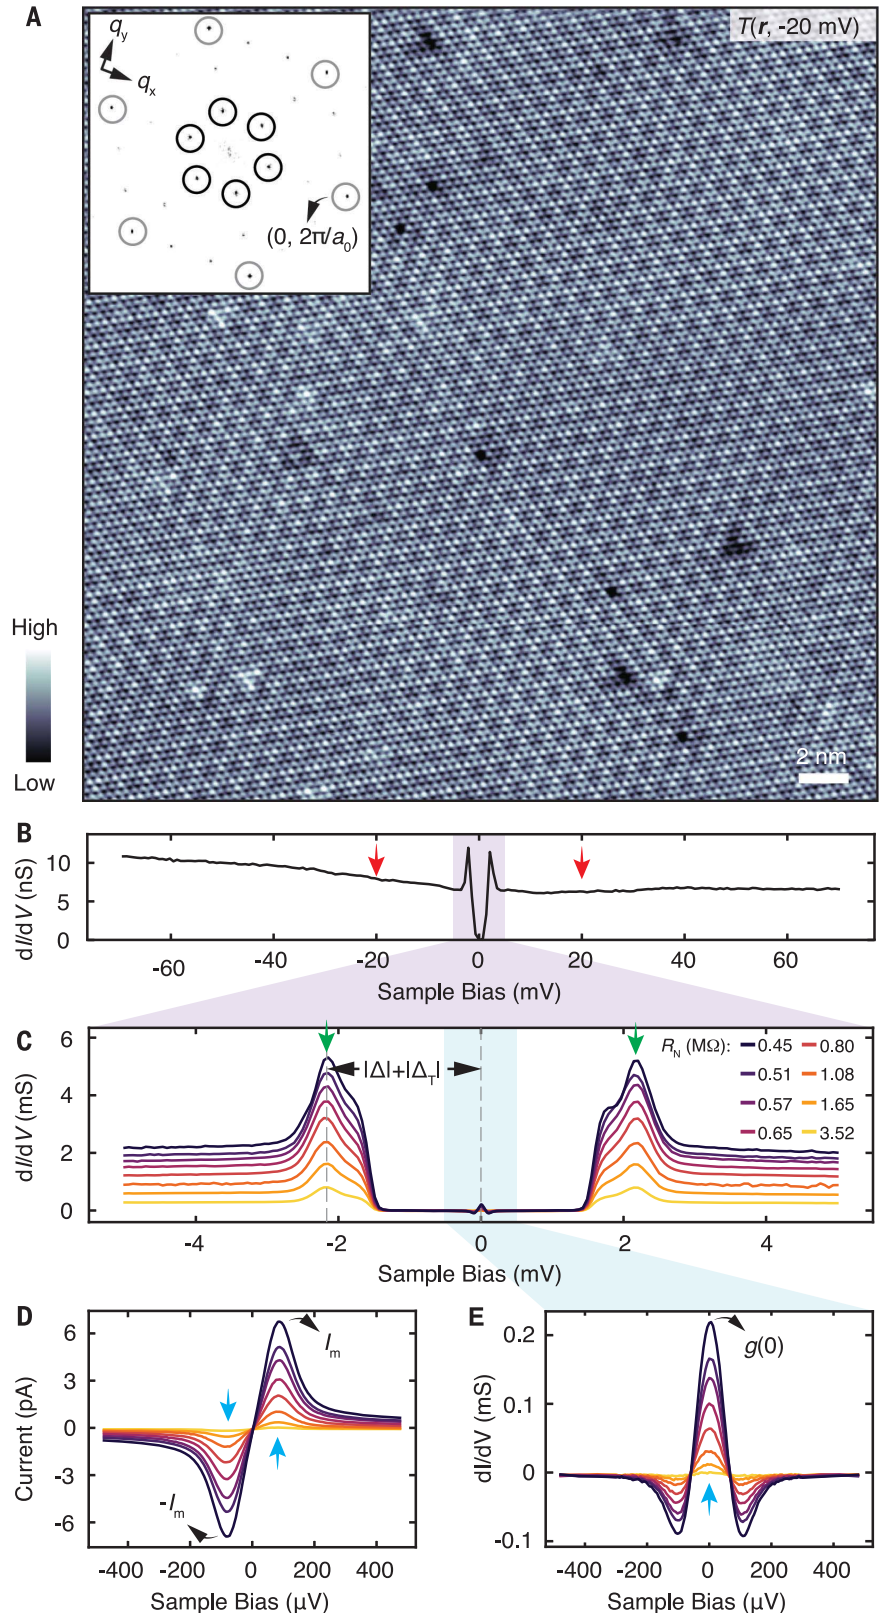 A
T(r, -20 mV)
q_y
q_x
(0, 2π/a_0)
High
Low
2 nm
B
dI/dV (nS)
10
5
0
-60
-40
-20
0
20
40
60
Sample Bias (mV)
C
dI/dV (mS)
6
4
2
0
|Δ|+|Δ_T|
R_N (MΩ):
0.45
0.80
0.51
1.08
0.57
1.65
0.65
3.52
-4
-2
0
2
4
Sample Bias (mV)
D
Current (pA)
6
3
0
-3
-6
I_m
-I_m
-400
-200
0
200
400
Sample Bias (µV)
E
dI/dV (mS)
0.2
0.1
0
-0.1
g(0)
-400
-200
0
200
400
Sample Bias (µV)